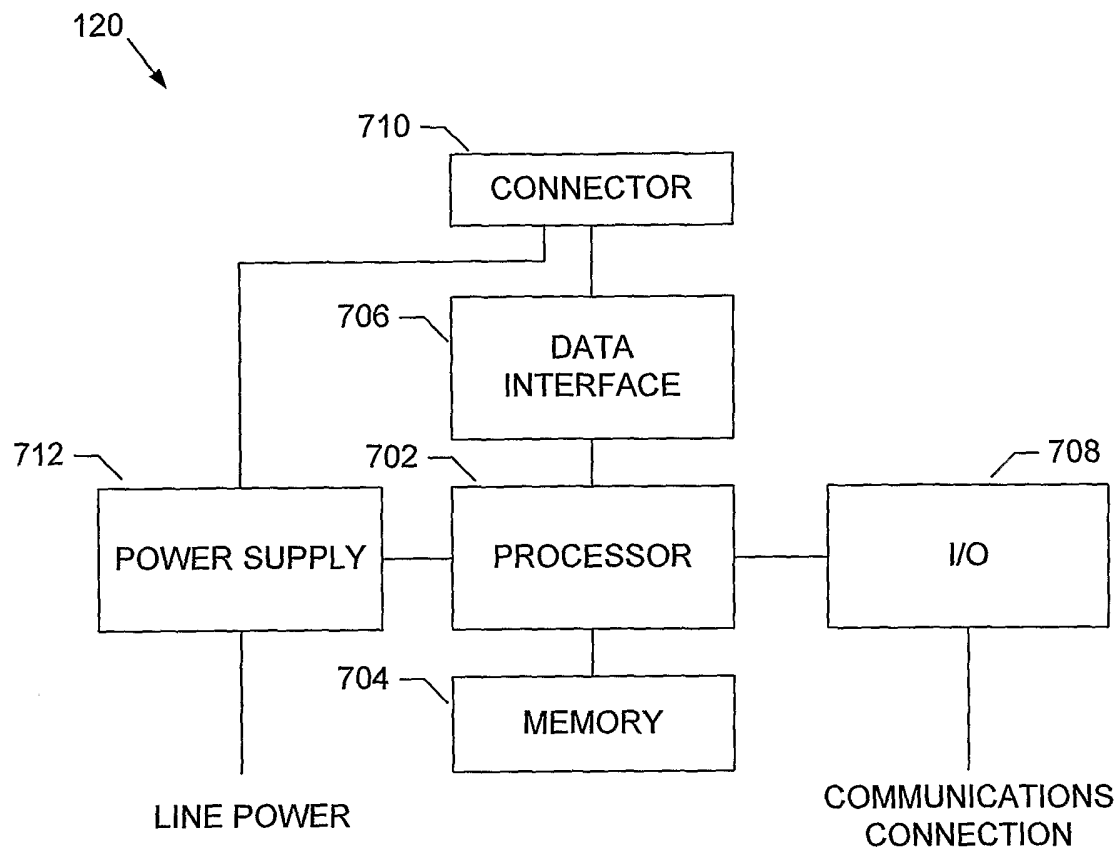 120
710
CONNECTOR
706
DATA
INTERFACE
712
702
708
POWER SUPPLY
PROCESSOR
I/O
704
MEMORY
LINE POWER
COMMUNICATIONS
CONNECTION